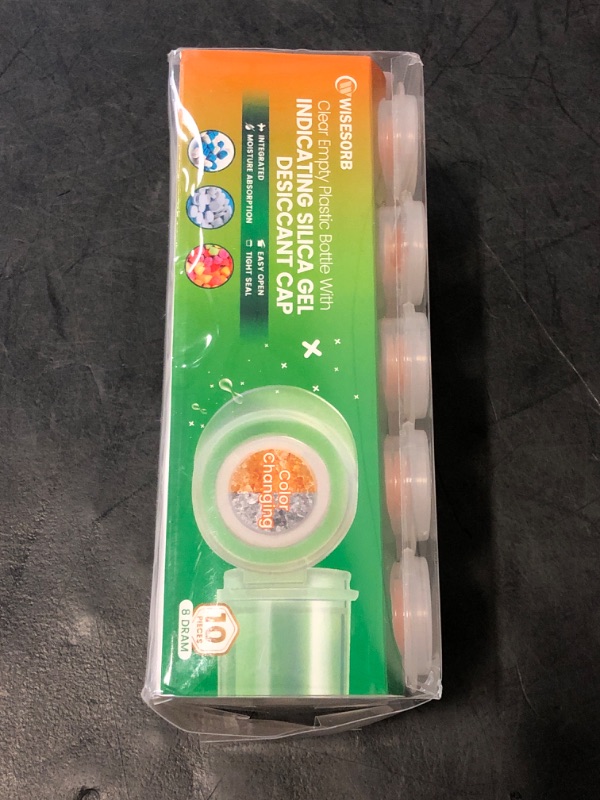 WISESORB
Clear Empty Plastic Bottle With
INDICATING SILICA GEL
DESICCANT CAP
INTEGRATED
MOISTURE ABSORPTION
EASY OPEN
TIGHT SEAL
Color
Changing
10
PIECES
8 DRAM